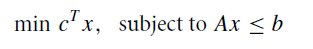 min c^T x,  subject to Ax ≤ b